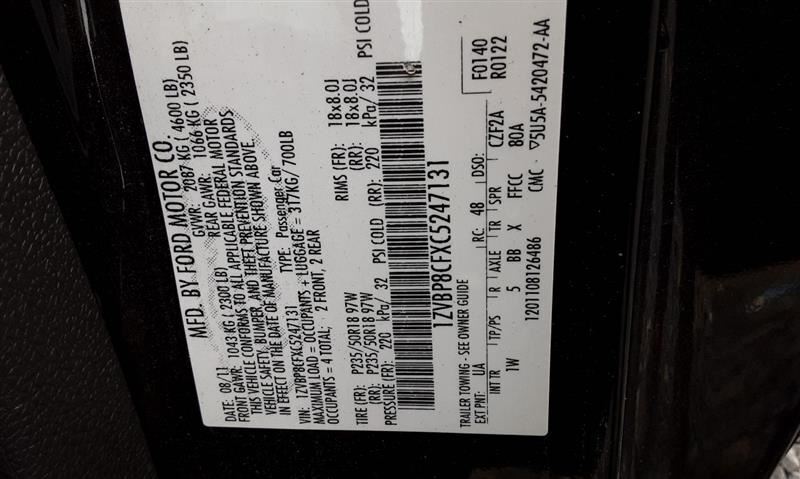 MFD. BY FORD MOTOR CO.
DATE: 08/11 GVWR: 2087 KG ( 4600 LB)
FRONT GAWR: 1043 KG ( 2300 LB) REAR GAWR: 1066 KG ( 2350 LB)
THIS VEHICLE CONFORMS TO ALL APPLICABLE FEDERAL MOTOR
VEHICLE SAFETY, BUMPER, AND THEFT PREVENTION STANDARDS
IN EFFECT ON THE DATE OF MANUFACTURE SHOWN ABOVE.
VIN: 1ZVBP8CFXC5247131 TYPE: Passenger Car
MAXIMUM LOAD = OCCUPANTS + LUGGAGE = 317KG/ 700LB
OCCUPANTS = 4 TOTAL; 2 FRONT, 2 REAR
TIRE (FR): P235/50R18 97W RIMS (FR): 18x8.0J
(RR): P235/50R18 97W (RR): 18x8.0J
PRESSURE (FR): 220 kPa/ 32 PSI COLD (RR): 220 kPa/ 32 PSI COLD
1ZVBP8CFXC5247131
TRAILER TOWING - SEE OWNER GUIDE
F0140
R0122
EXT PNT: UA RC: 48 DSO:
INT TR TP/PS R AXLE TR SPR CZF2A
1W 5 BB X FFCC 80A
1201108126486 CMC ▽5U5A-5420472-AA